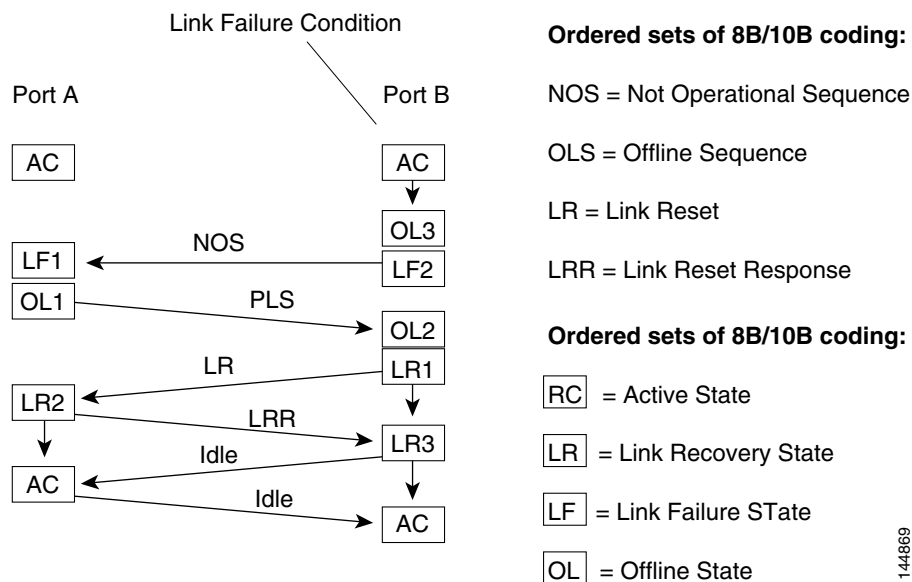 Link Failure Condition
Port A
Port B
AC
AC
OL3
NOS
LF1
LF2
OL1
PLS
OL2
LR
LR1
LR2
LRR
LR3
Idle
AC
Idle
AC
Ordered sets of 8B/10B coding:
NOS = Not Operational Sequence
OLS = Offline Sequence
LR = Link Reset
LRR = Link Reset Response
Ordered sets of 8B/10B coding:
RC = Active State
LR = Link Recovery State
LF = Link Failure STate
OL = Offline State
144869